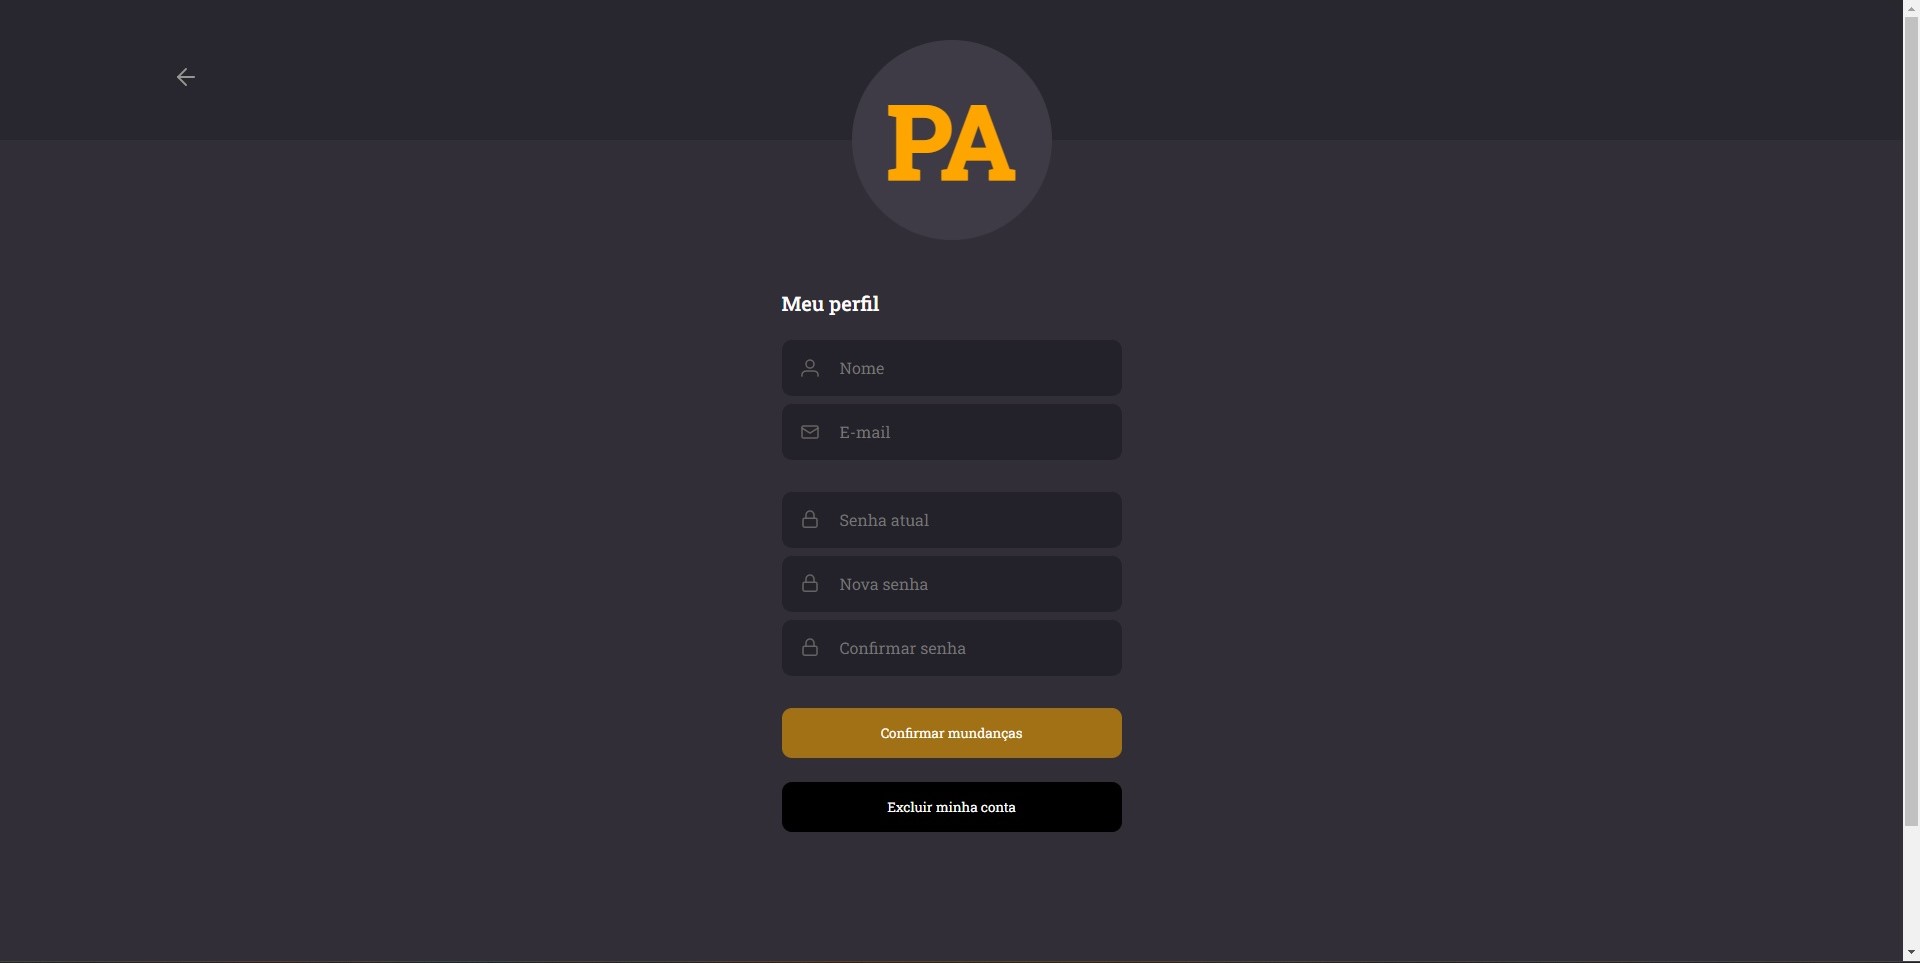 PA
Meu perfil
Nome
E-mail
Senha atual
Nova senha
Confirmar senha
Confirmar mundanças
Excluir minha conta